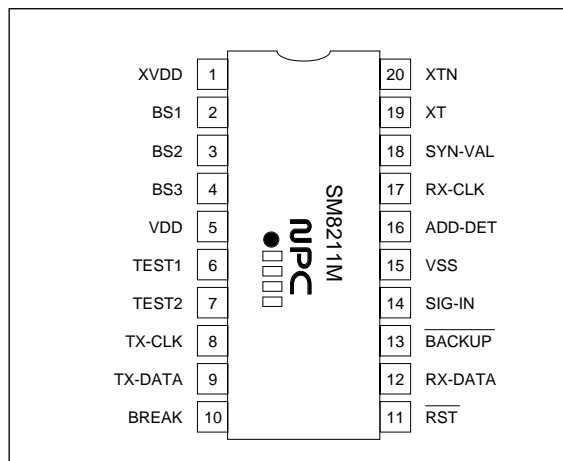 XVDD 1 20 XTN
BS1 2 19 XT
BS2 3 18 SYN-VAL
BS3 4 17 RX-CLK
VDD 5 16 ADD-DET
TEST1 6 15 VSS
TEST2 7 14 SIG-IN
TX-CLK 8 13 BACKUP
TX-DATA 9 12 RX-DATA
BREAK 10 11 RST
SM8211M
NPC